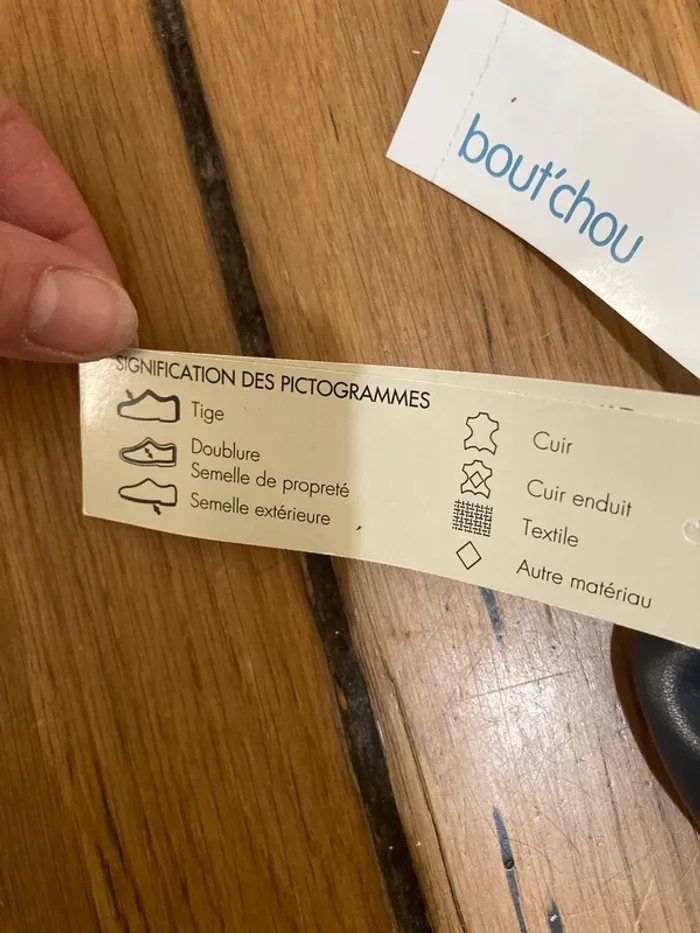 bout'chou
SIGNIFICATION DES PICTOGRAMMES
Tige
Doublure
Semelle de propreté
Semelle extérieure
Cuir
Cuir enduit
Textile
Autre matériau